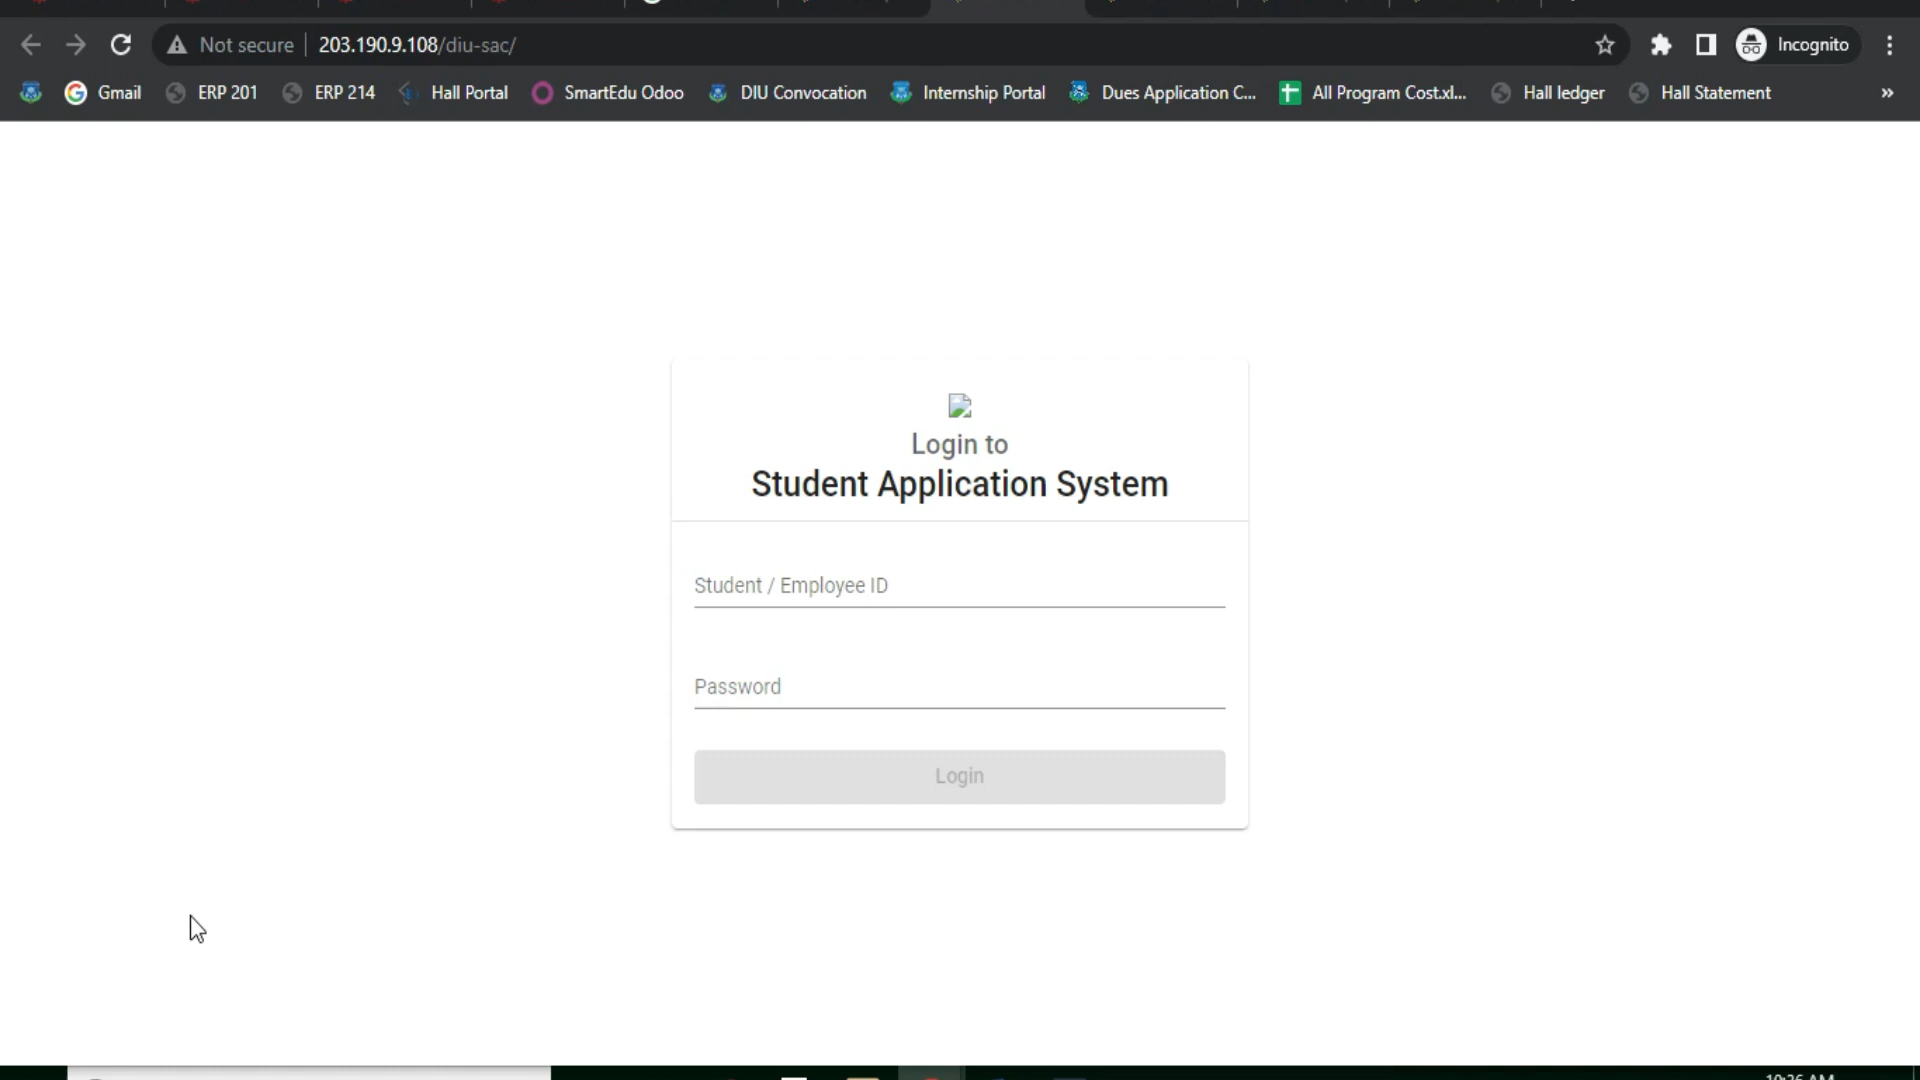 Not secure 203.190.9.108/diu-sac/ Incognito
Gmail ERP 201 ERP 214 Hall Portal SmartEdu Odoo DIU Convocation Internship Portal Dues Application C... All Program Cost.xl... Hall ledger Hall Statement »
Login to
Student Application System
Student / Employee ID
Password
Login